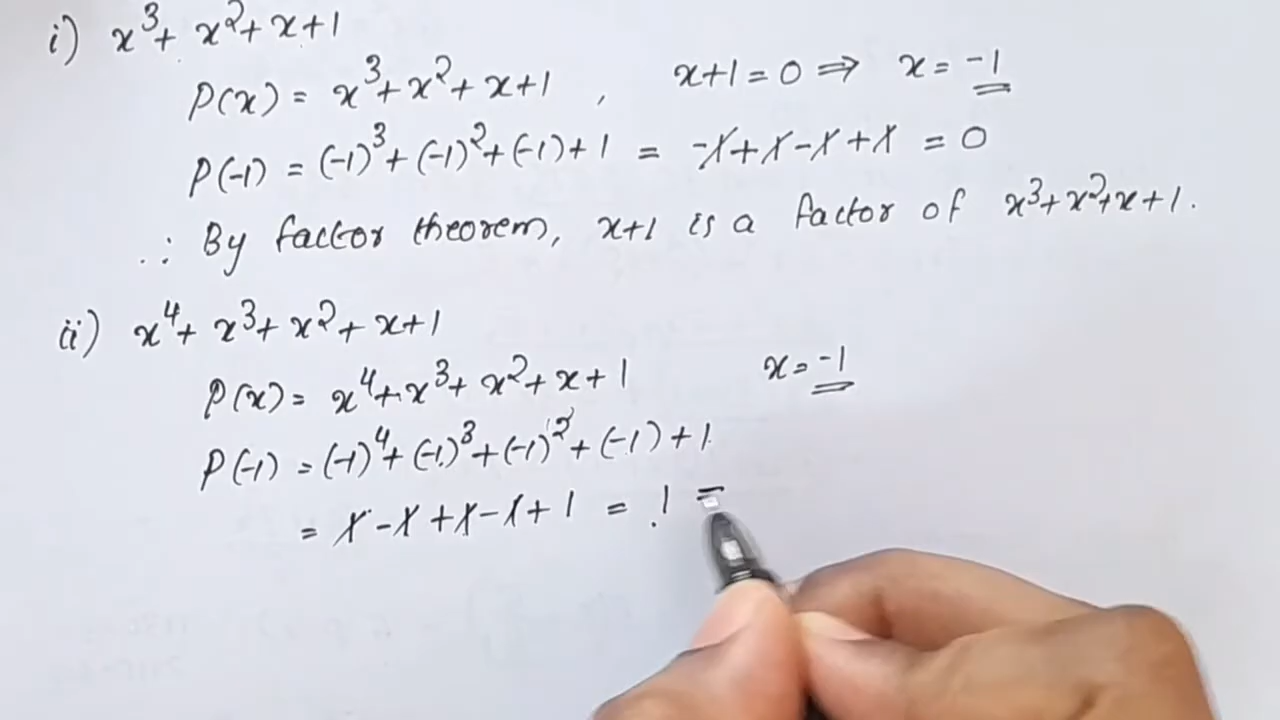 i) x³ + x² + x + 1
P(x) = x³ + x² + x + 1 , x+1 = 0 ⇒ x = -1
P(-1) = (-1)³ + (-1)² + (-1) + 1 = -1 + 1 - 1 + 1 = 0
∴ By factor theorem, x+1 is a factor of x³+x²+x+1.
ii) x⁴ + x³ + x² + x + 1
P(x) = x⁴ + x³ + x² + x + 1 x = -1
P(-1) = (-1)⁴ + (-1)³ + (-1)² + (-1) + 1
= 1 - 1 + 1 - 1 + 1 = 1 =